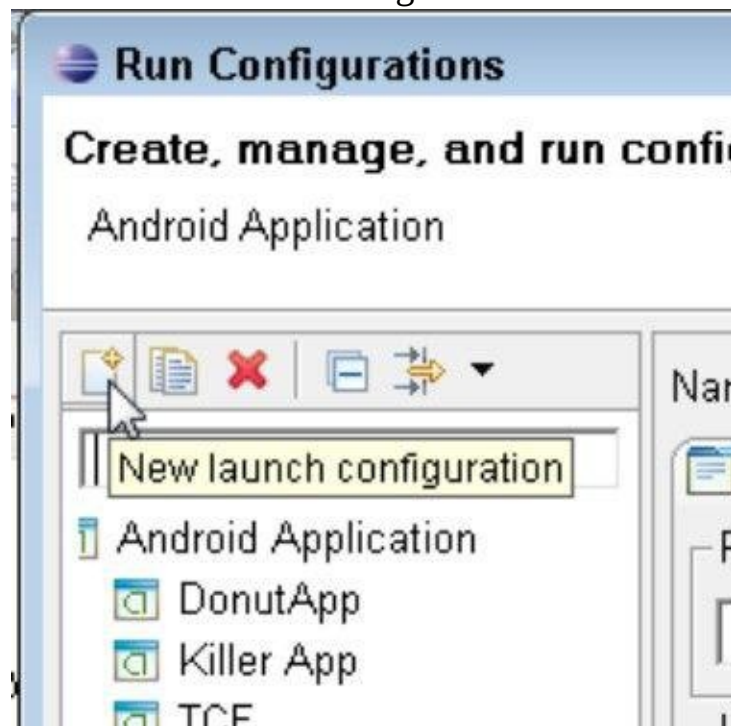 Run Configurations
Create, manage, and run confi
Android Application
Nar
New launch configuration
Android Application
DonutApp
Killer App